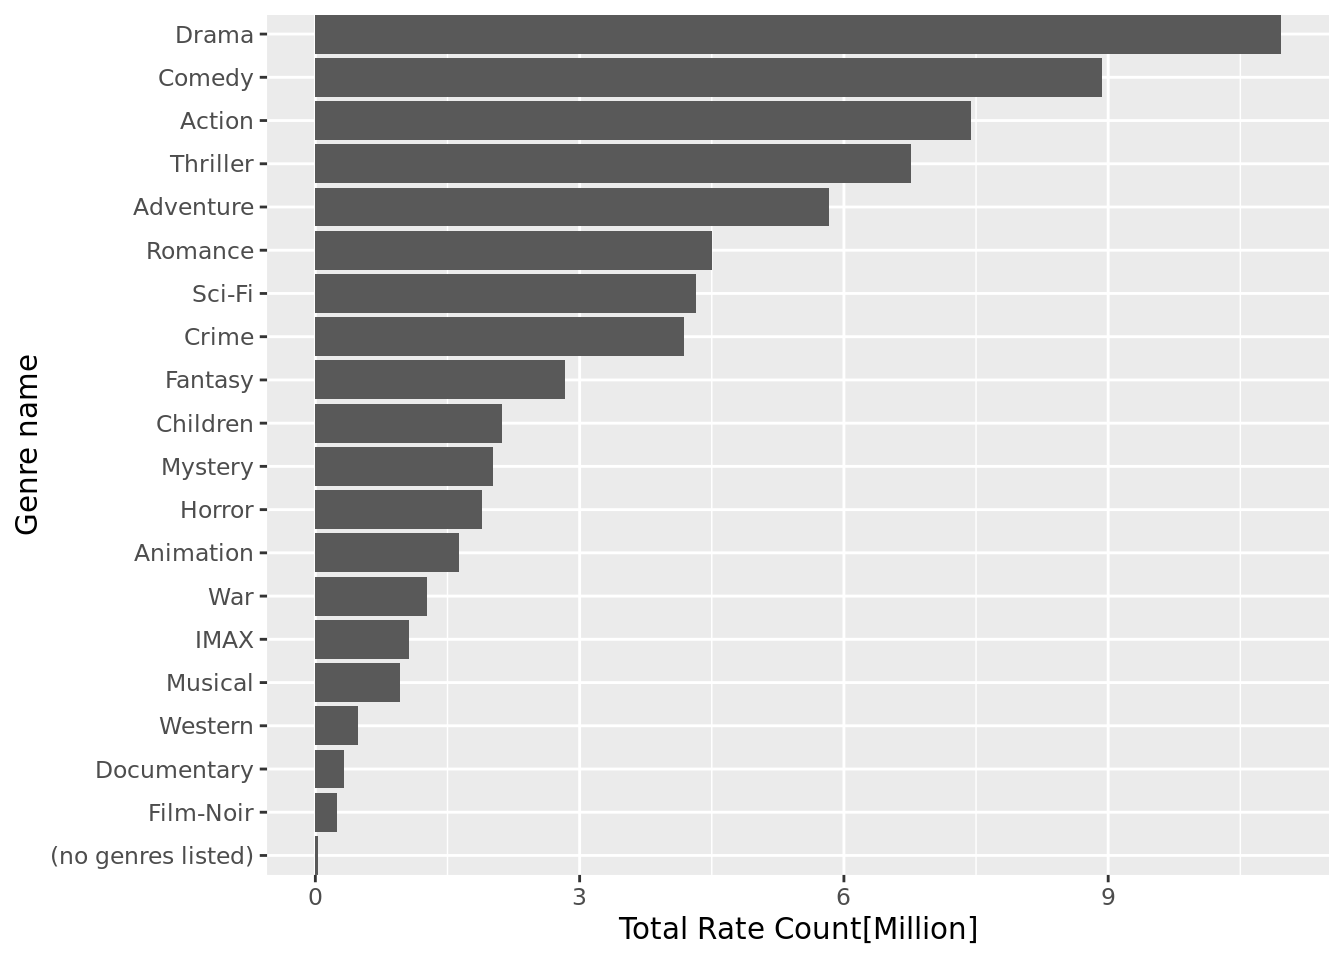 Genre name
Drama
Comedy
Action
Thriller
Adventure
Romance
Sci-Fi
Crime
Fantasy
Children
Mystery
Horror
Animation
War
IMAX
Musical
Western
Documentary
Film-Noir
(no genres listed)
0 3 6 9
Total Rate Count[Million]